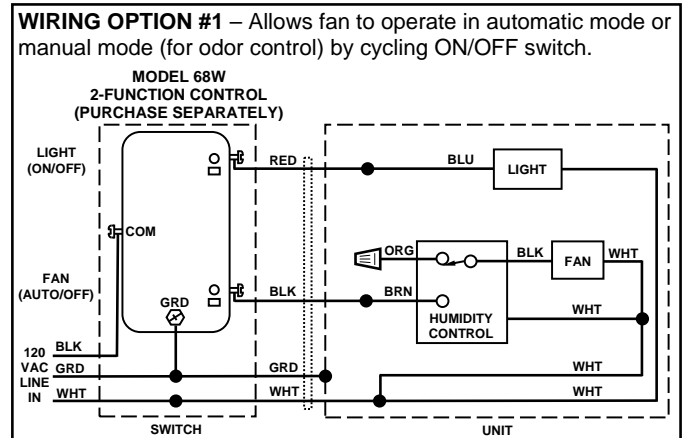 WIRING OPTION #1 – Allows fan to operate in automatic mode or
manual mode (for odor control) by cycling ON/OFF switch.
MODEL 68W
2-FUNCTION CONTROL
(PURCHASE SEPARATELY)
LIGHT
(ON/OFF)
RED
BLU
LIGHT
COM
ORG
BLK
FAN
WHT
FAN
(AUTO/OFF)
GRD
BLK
BRN
HUMIDITY
CONTROL
WHT
120
VAC
LINE
IN
BLK
GRD
GRD
WHT
WHT
WHT
WHT
SWITCH
UNIT